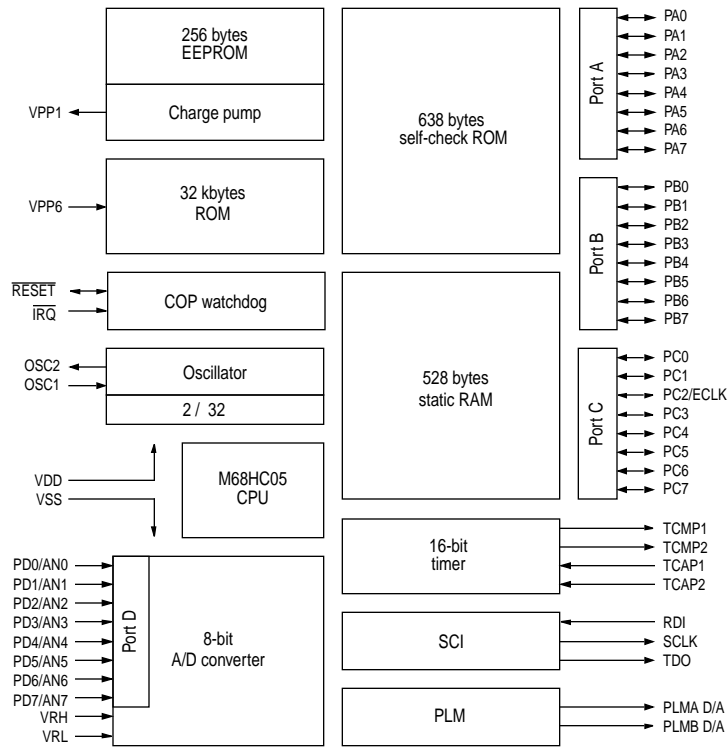 256 bytes
EEPROM
Charge pump
VPP1
32 kbytes
ROM
VPP6
COP watchdog
RESET
IRQ
Oscillator
2 / 32
OSC2
OSC1
M68HC05
CPU
VDD
VSS
PD0/AN0
PD1/AN1
PD2/AN2
PD3/AN3
PD4/AN4
PD5/AN5
PD6/AN6
PD7/AN7
VRH
VRL
Port D
8-bit
A/D converter
638 bytes
self-check ROM
528 bytes
static RAM
16-bit
timer
SCI
PLM
Port A
PA0
PA1
PA2
PA3
PA4
PA5
PA6
PA7
Port B
PB0
PB1
PB2
PB3
PB4
PB5
PB6
PB7
Port C
PC0
PC1
PC2/ECLK
PC3
PC4
PC5
PC6
PC7
TCMP1
TCMP2
TCAP1
TCAP2
RDI
SCLK
TDO
PLMA D/A
PLMB D/A